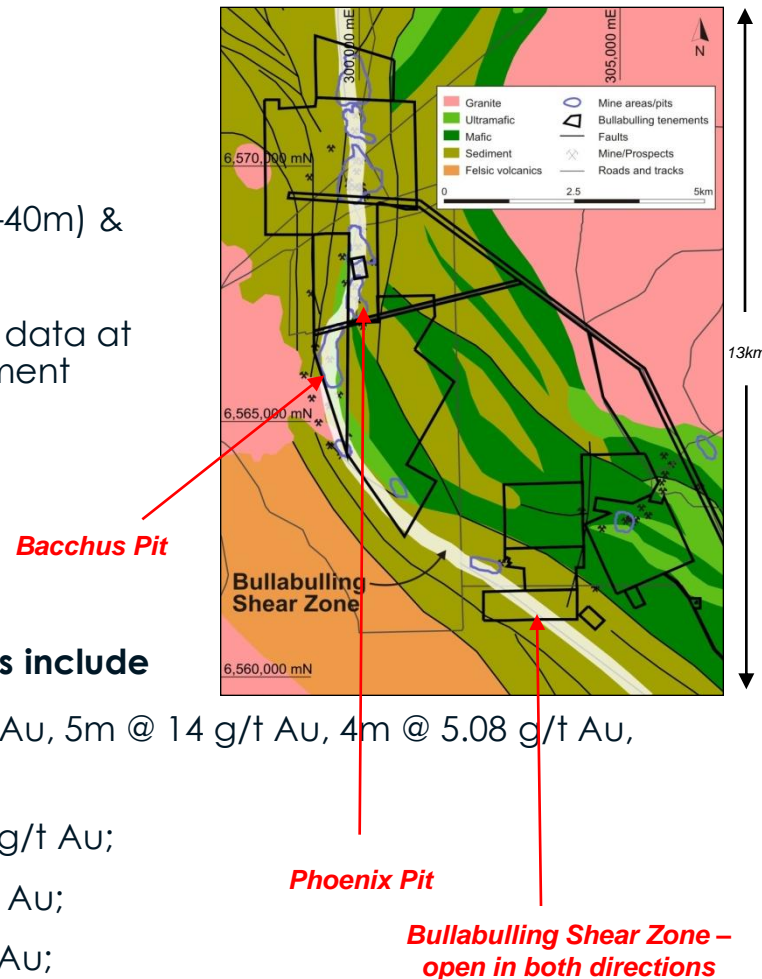 300,000 mE
305,000 mE
N
Granite
Ultramafic
Mafic
Sediment
Felsic volcanics
Mine areas/pits
Bullabulling tenements
Faults
Mine/Prospects
Roads and tracks
0 2.5 5km
6,570,000 mN
-40m) &
data at
ment
13km
6,565,000 mN
Bacchus Pit
Bullabulling
Shear Zone
s include
6,560,000 mN
Au, 5m @ 14 g/t Au, 4m @ 5.08 g/t Au,
g/t Au;
Phoenix Pit
Au;
Bullabulling Shear Zone –
open in both directions
Au;